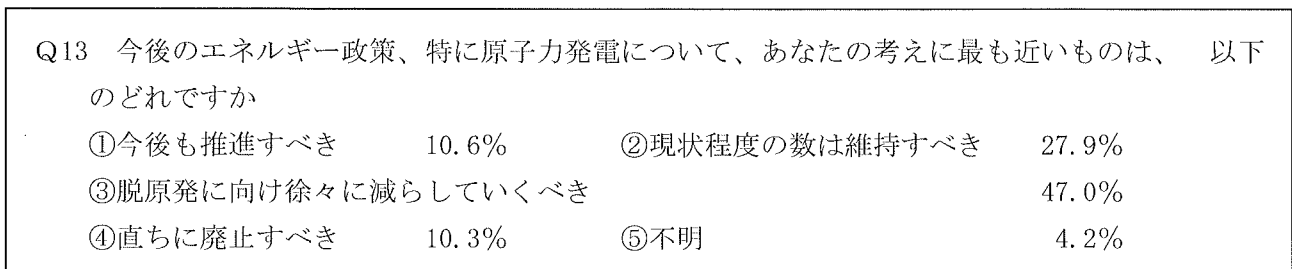 Q13 今後のエネルギー政策、特に原子力発電について、あなたの考えに最も近いものは、 以下
のどれですか
①今後も推進すべき 10.6% ②現状程度の数は維持すべき 27.9%
③脱原発に向け徐々に減らしていくべき 47.0%
④直ちに廃止すべき 10.3% ⑤不明 4.2%